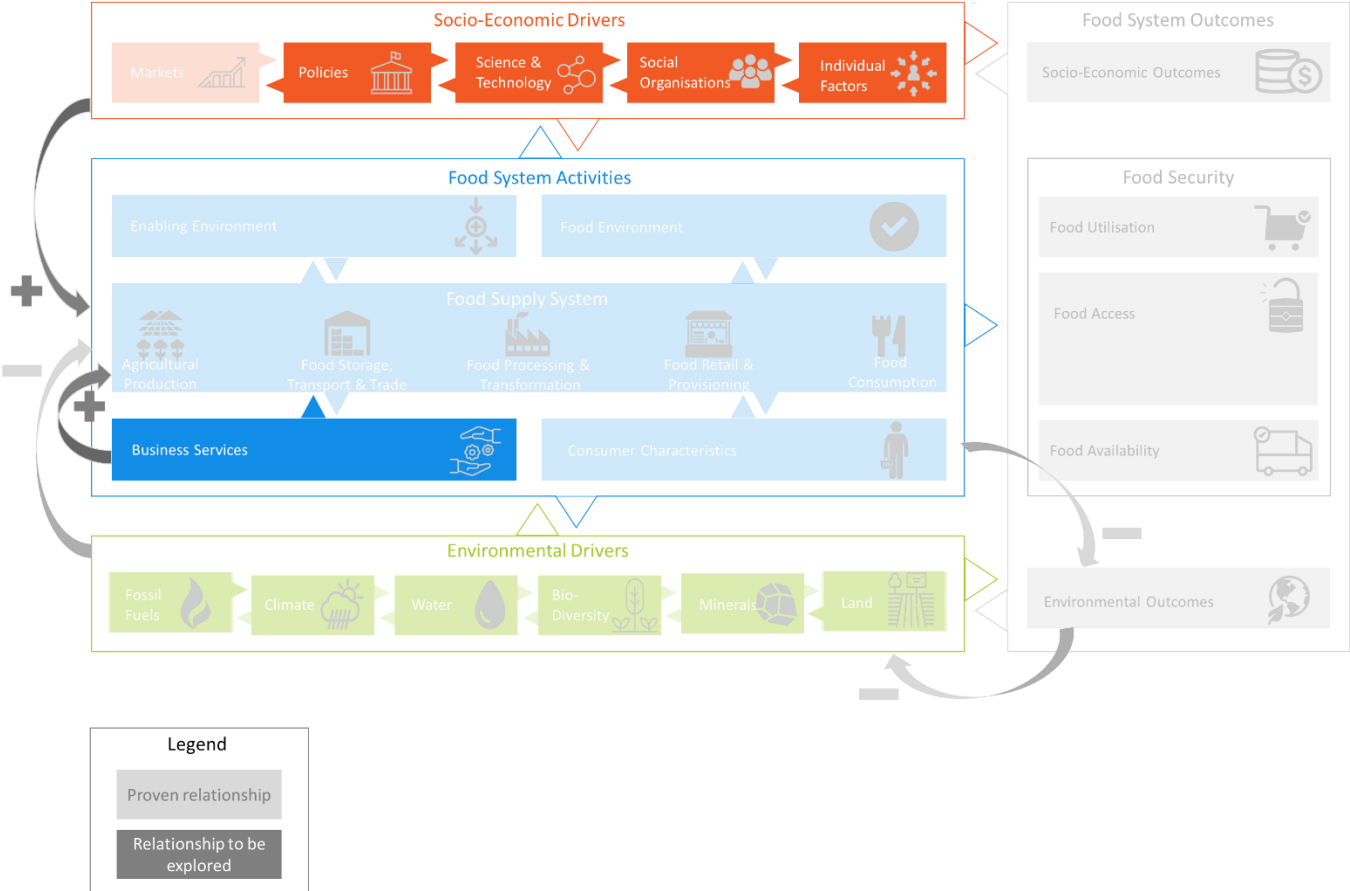 Socio-Economic Drivers
Markets
Policies
Science &
Technology
Social
Organisations
Individual
Factors
Food System Outcomes
Socio-Economic Outcomes
Food System Activities
Enabling Environment
Food Environment
Food Supply System
Agricultural
Production
Food Storage,
Transport & Trade
Food Processing &
Transformation
Food Retail &
Provisioning
Food
Consumption
Business Services
Consumer Characteristics
Food Security
Food Utilisation
Food Access
Food Availability
Environmental Drivers
Fossil
Fuels
Climate
Water
Bio-
Diversity
Minerals
Land
Environmental Outcomes
Legend
Proven relationship
Relationship to be
explored